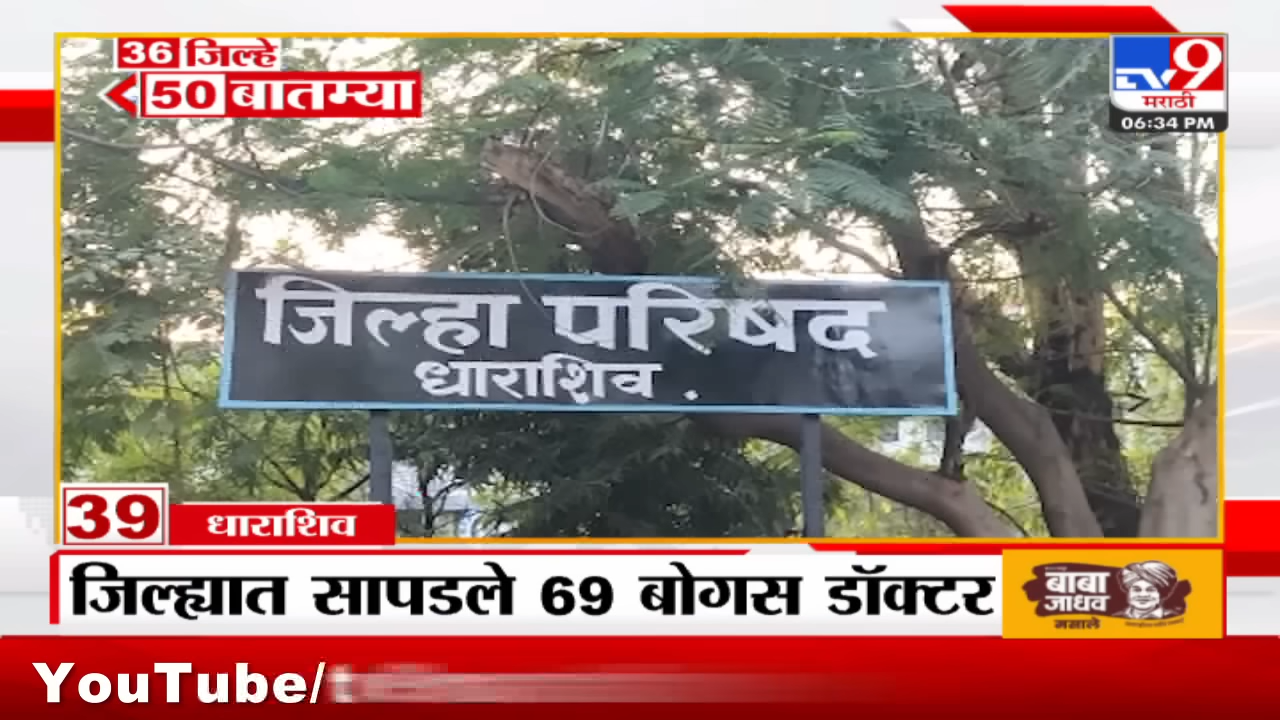 36 जिल्हे
50 बातम्या
TV9
मराठी
06:34 PM
जिल्हा परिषद
धाराशिव .
39 धाराशिव
जिल्ह्यात सापडले 69 बोगस डॉक्टर
बाबा
जाधव
मसाले
YouTube/